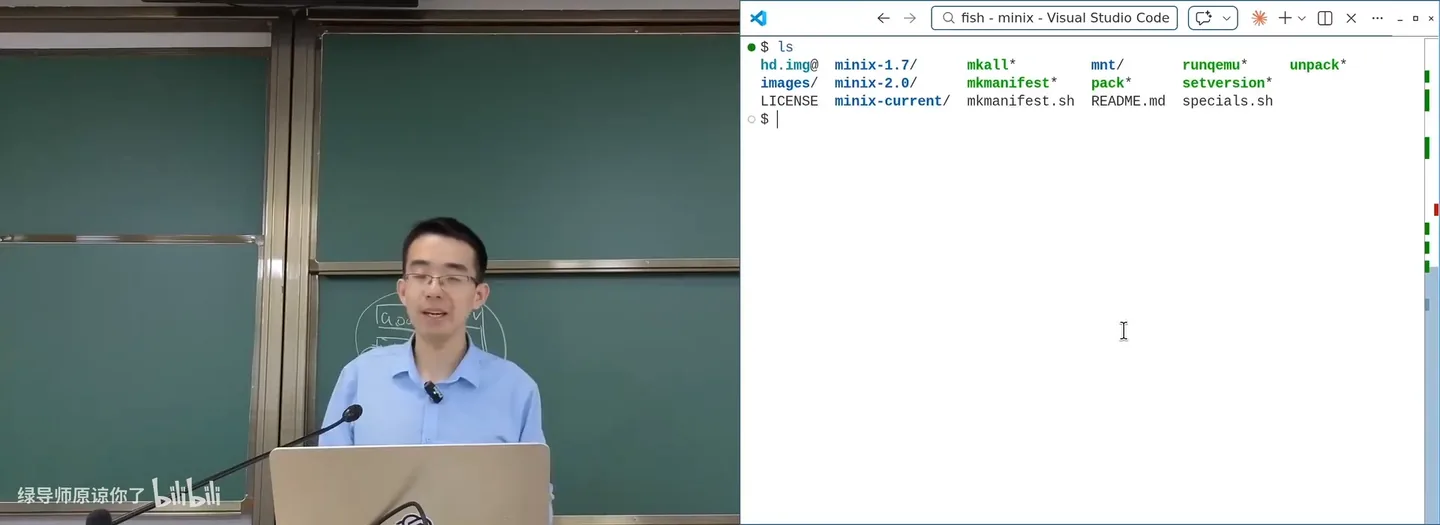 fish - minix - Visual Studio Code
$ ls
hd.img@ minix-1.7/ mkall* mnt/ runqemu* unpack*
images/ minix-2.0/ mkmanifest* pack* setversion*
LICENSE minix-current/ mkmanifest.sh README.md specials.sh
$
绿导师原谅你了 bilibili